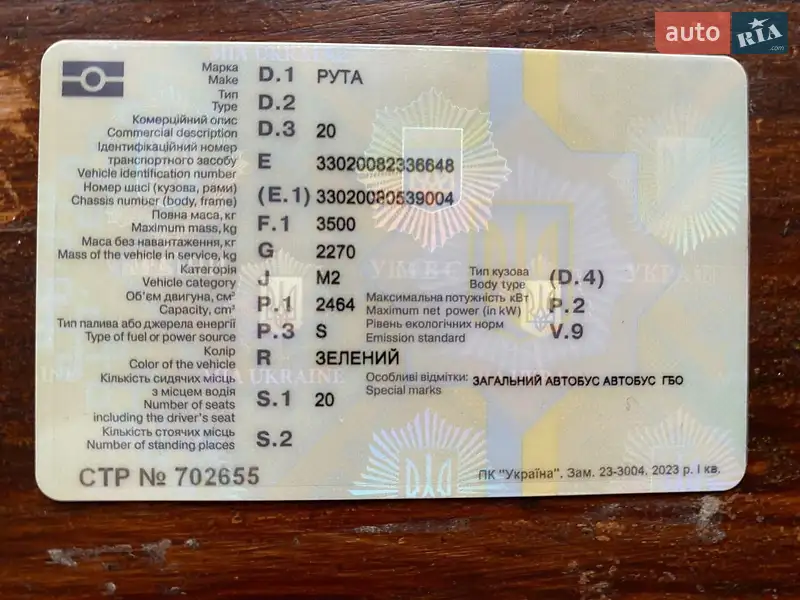 auto RIA .com
Марка
Make D.1 РУТА
Тип
Type D.2
Комерційний опис
Commercial description D.3 20
Ідентифікаційний номер
транспортного засобу
Vehicle identification number E 33020082336648
Номер шасі (кузова, рами)
Chassis number (body, frame) (E.1) 33020080539004
Повна маса, кг
Maximum mass, kg F.1 3500
Маса без навантаження, кг
Mass of the vehicle in service, kg G 2270
Категорія
Vehicle category J M2
Тип кузова
Body type (D.4)
Об'єм двигуна, см³
Capacity, cm³ P.1 2464
Максимальна потужність кВт
Maximum net power (in kW) P.2
Тип палива або джерела енергії
Type of fuel or power source P.3 S
Рівень екологічних норм
Emission standard V.9
Колір
Color of the vehicle R ЗЕЛЕНИЙ
Кількість сидячих місць
з місцем водія
Number of seats
including the driver's seat S.1 20
Особливі відмітки: ЗАГАЛЬНИЙ АВТОБУС АВТОБУС ГБО
Special marks
Кількість стоячих місць
Number of standing places S.2
СТР № 702655
ПК "Україна". Зам. 23-3004. 2023 р. I кв.